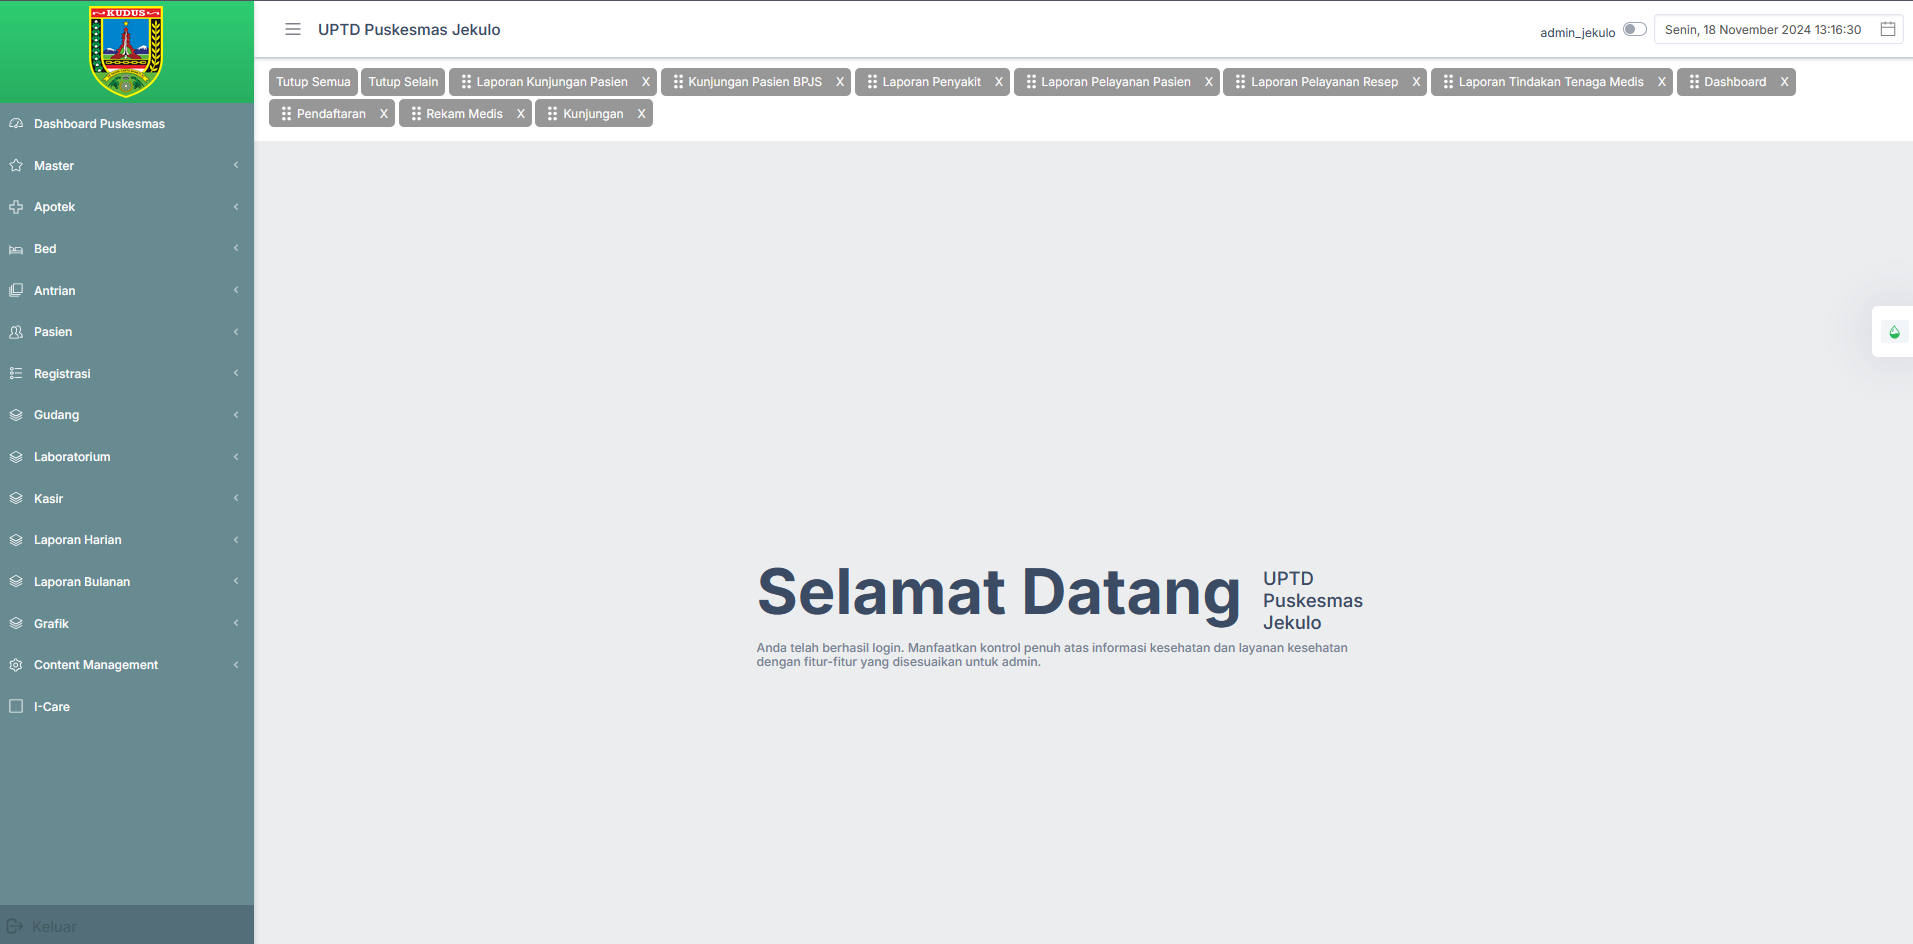 KUDUS
UPTD Puskesmas Jekulo
admin_jekulo
Senin, 18 November 2024 13:16:30
Tutup Semua
Tutup Selain
Laporan Kunjungan Pasien X
Kunjungan Pasien BPJS X
Laporan Penyakit X
Laporan Pelayanan Pasien X
Laporan Pelayanan Resep X
Laporan Tindakan Tenaga Medis X
Dashboard X
Pendaftaran X
Rekam Medis X
Kunjungan X
Dashboard Puskesmas
Master
Apotek
Bed
Antrian
Pasien
Registrasi
Gudang
Laboratorium
Kasir
Laporan Harian
Laporan Bulanan
Grafik
Content Management
I-Care
Keluar
Selamat Datang
UPTD
Puskesmas
Jekulo
Anda telah berhasil login. Manfaatkan kontrol penuh atas informasi kesehatan dan layanan kesehatan
dengan fitur-fitur yang disesuaikan untuk admin.